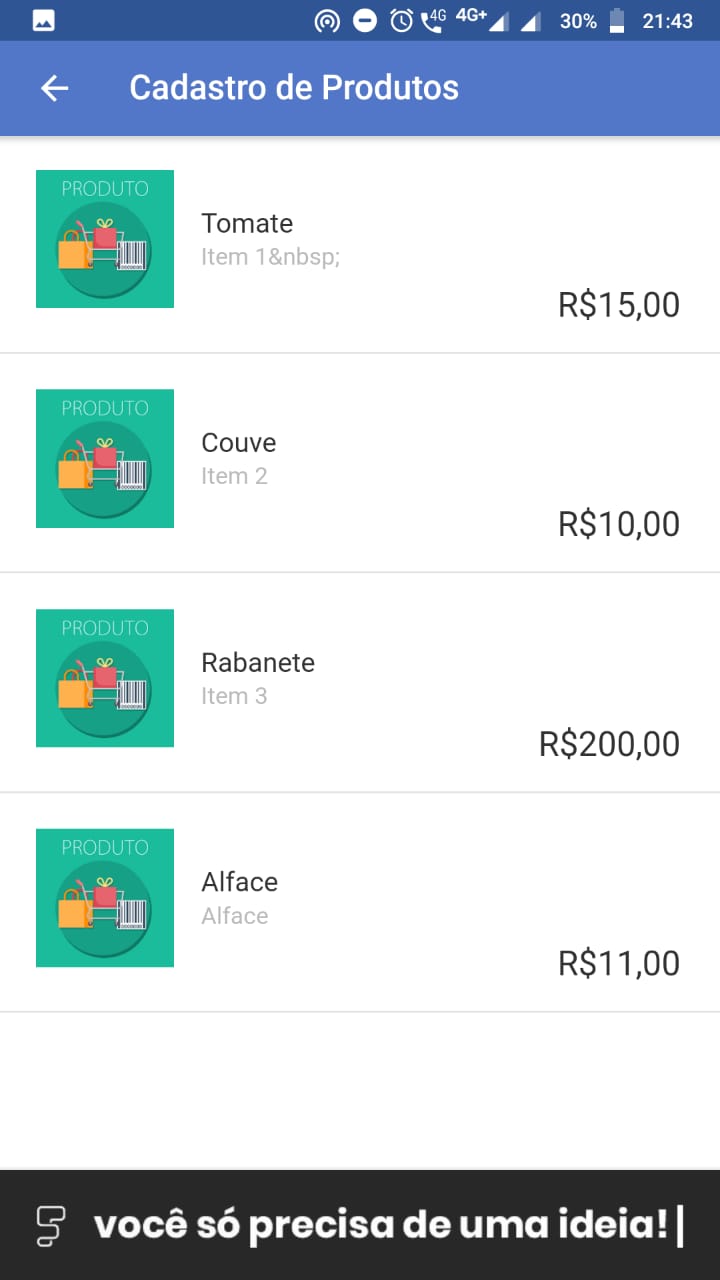 4G 4G+ 30% 21:43
Cadastro de Produtos
PRODUTO
Tomate
Item 1&nbsp;
R$15,00
PRODUTO
Couve
Item 2
R$10,00
PRODUTO
Rabanete
Item 3
R$200,00
PRODUTO
Alface
Alface
R$11,00
você só precisa de uma ideia!|